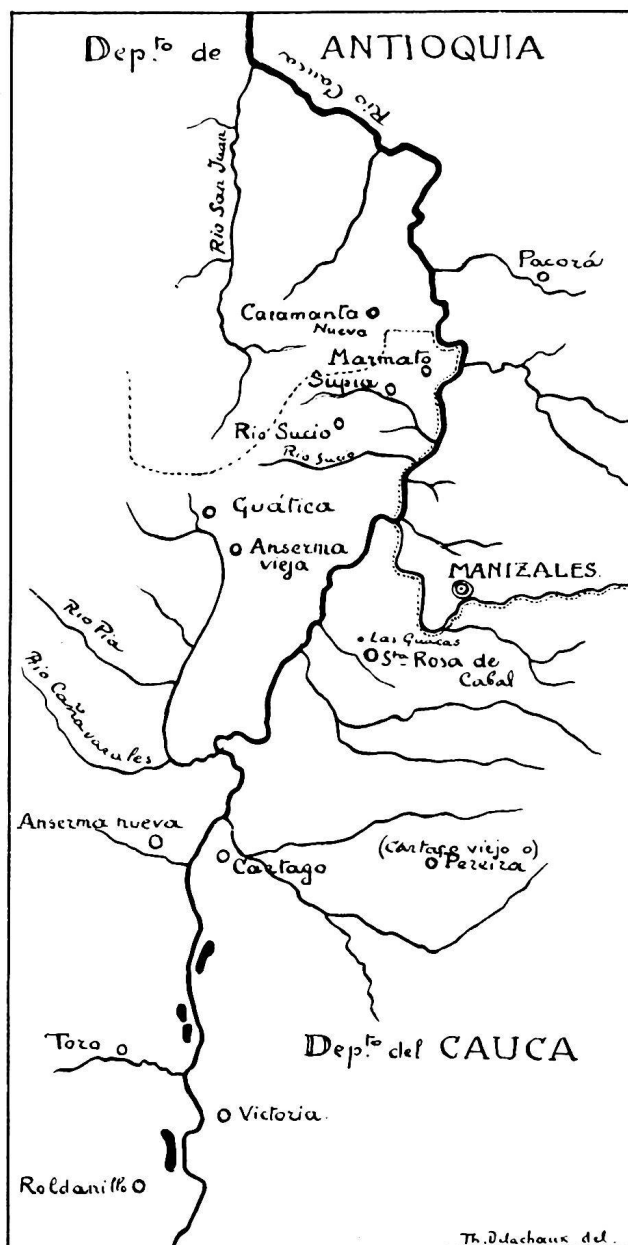 Dep.to de ANTIOQUIA
Rio Cauca
Rio San Juan
Pacorá
Caramanta
Nueva
Marmato
Supia
Rio Sucio
Rio Sucio
Guática
Anserma
vieja
MANIZALES.
Las Guacas
Sta Rosa de
Cabal
Rio Pia
Rio Cañaverales
Anserma nueva
Cartago
(Cartago viejo o)
Pereira
Toro
Dep.to del CAUCA
Victoria.
Roldanillo
Th. Delachaux del.